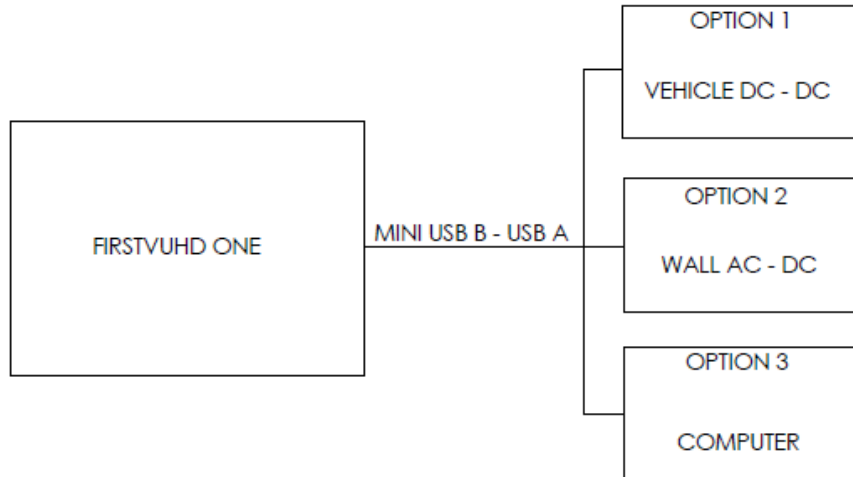 FIRSTVUHD ONE
MINI USB B - USB A
OPTION 1
VEHICLE DC - DC
OPTION 2
WALL AC - DC
OPTION 3
COMPUTER